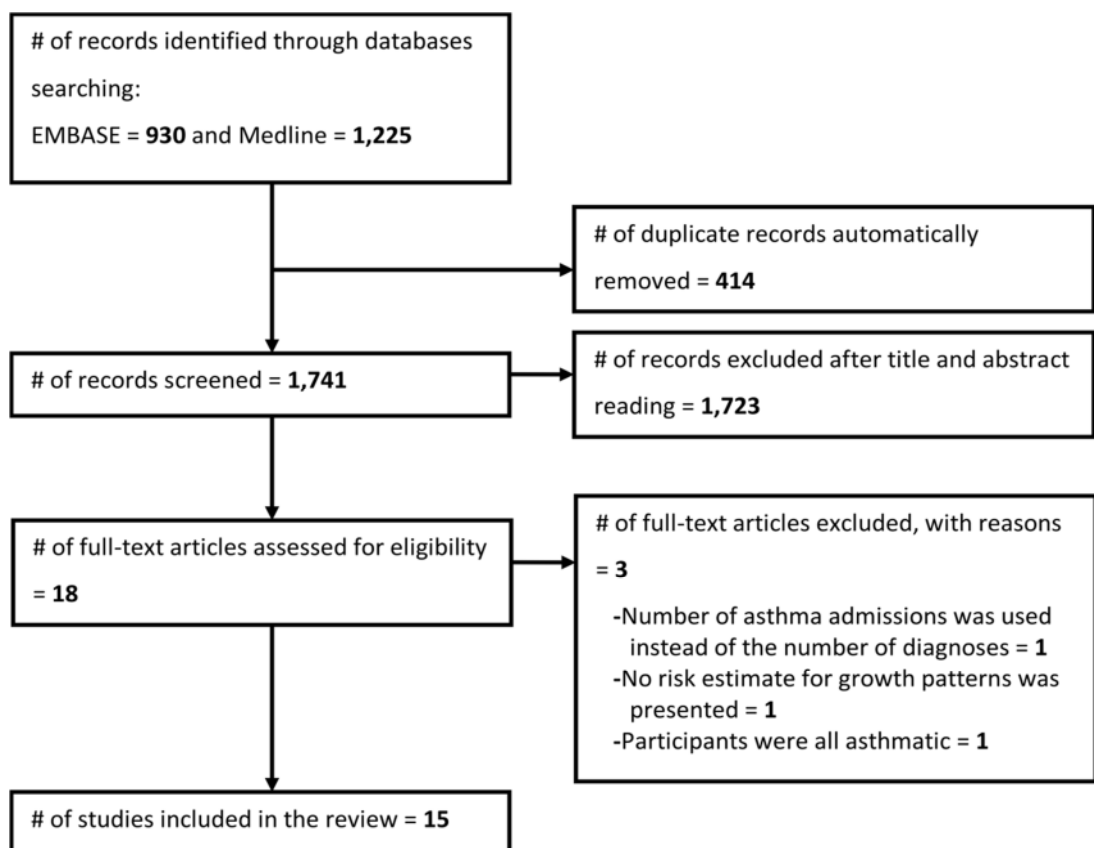 # of records identified through databases
searching:
EMBASE = 930 and Medline = 1,225
# of duplicate records automatically
removed = 414
# of records screened = 1,741
# of records excluded after title and abstract
reading = 1,723
# of full-text articles assessed for eligibility
= 18
# of full-text articles excluded, with reasons
= 3
-Number of asthma admissions was used
instead of the number of diagnoses = 1
-No risk estimate for growth patterns was
presented = 1
-Participants were all asthmatic = 1
# of studies included in the review = 15